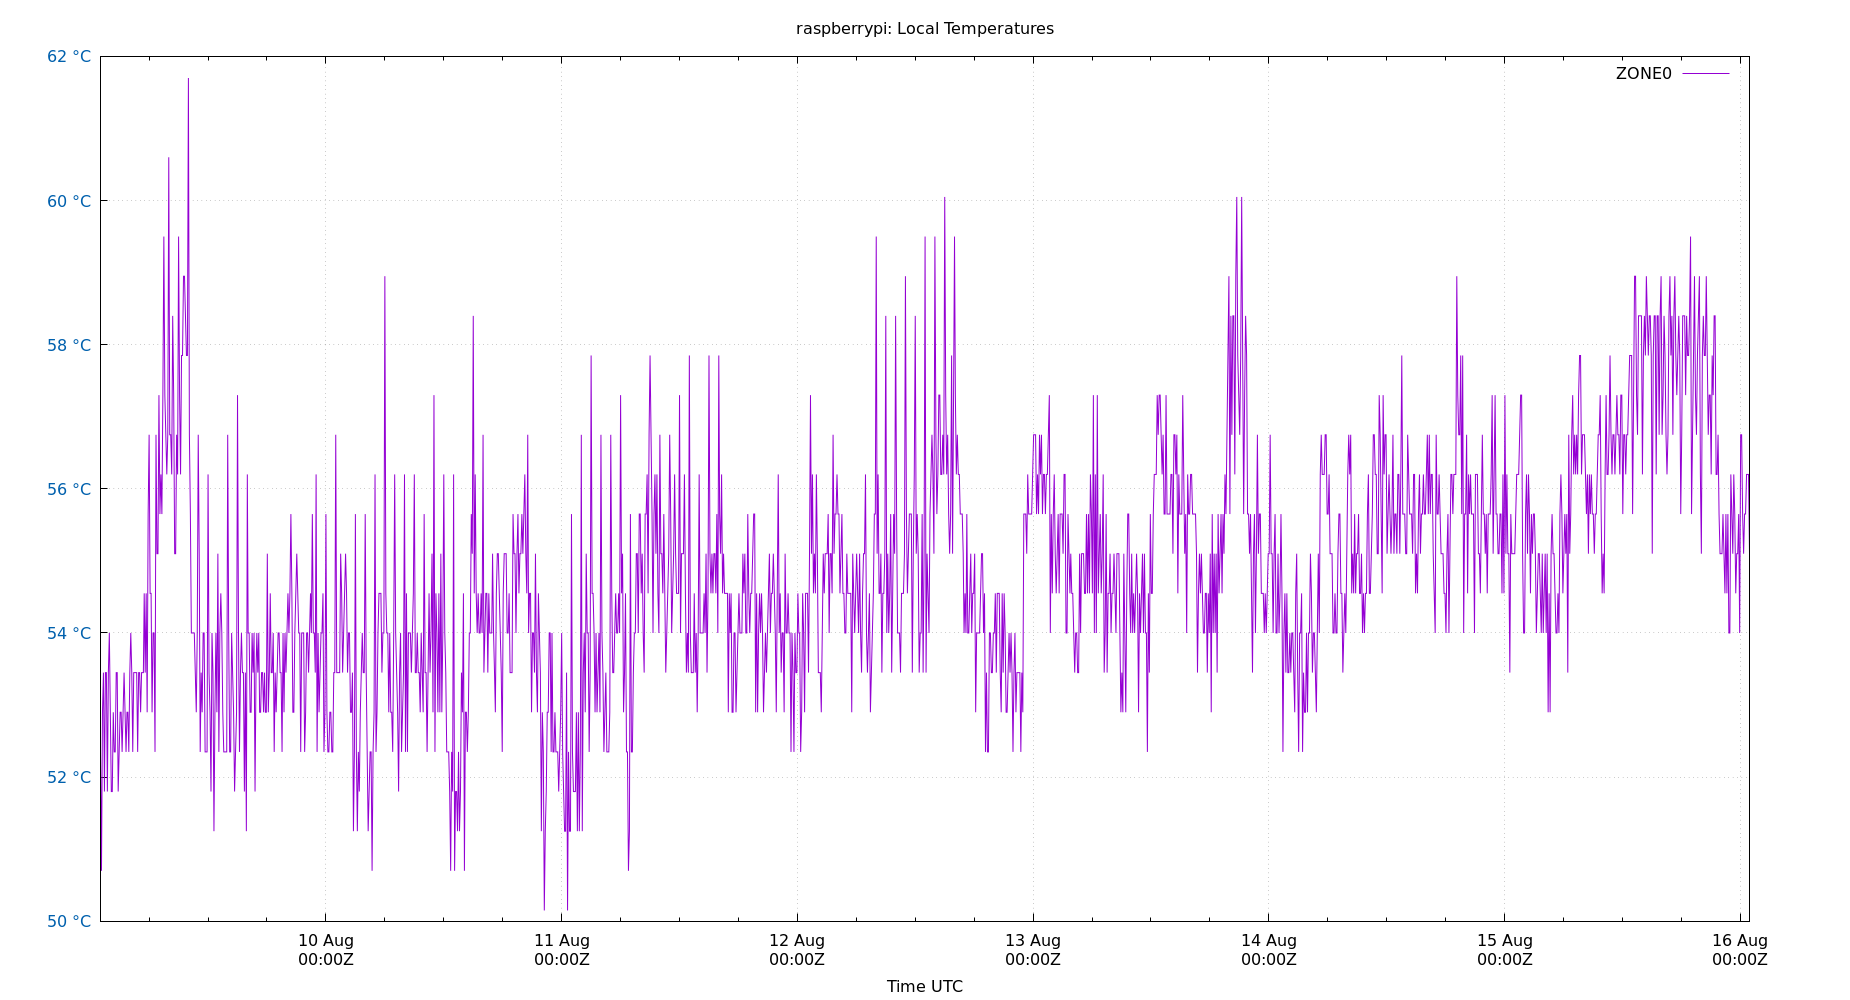 raspberrypi: Local Temperatures
62 °C
ZONE0
60 °C
58 °C
56 °C
54 °C
52 °C
50 °C
10 Aug 11 Aug 12 Aug 13 Aug 14 Aug 15 Aug 16 Aug
00:00Z 00:00Z 00:00Z 00:00Z 00:00Z 00:00Z 00:00Z
Time UTC